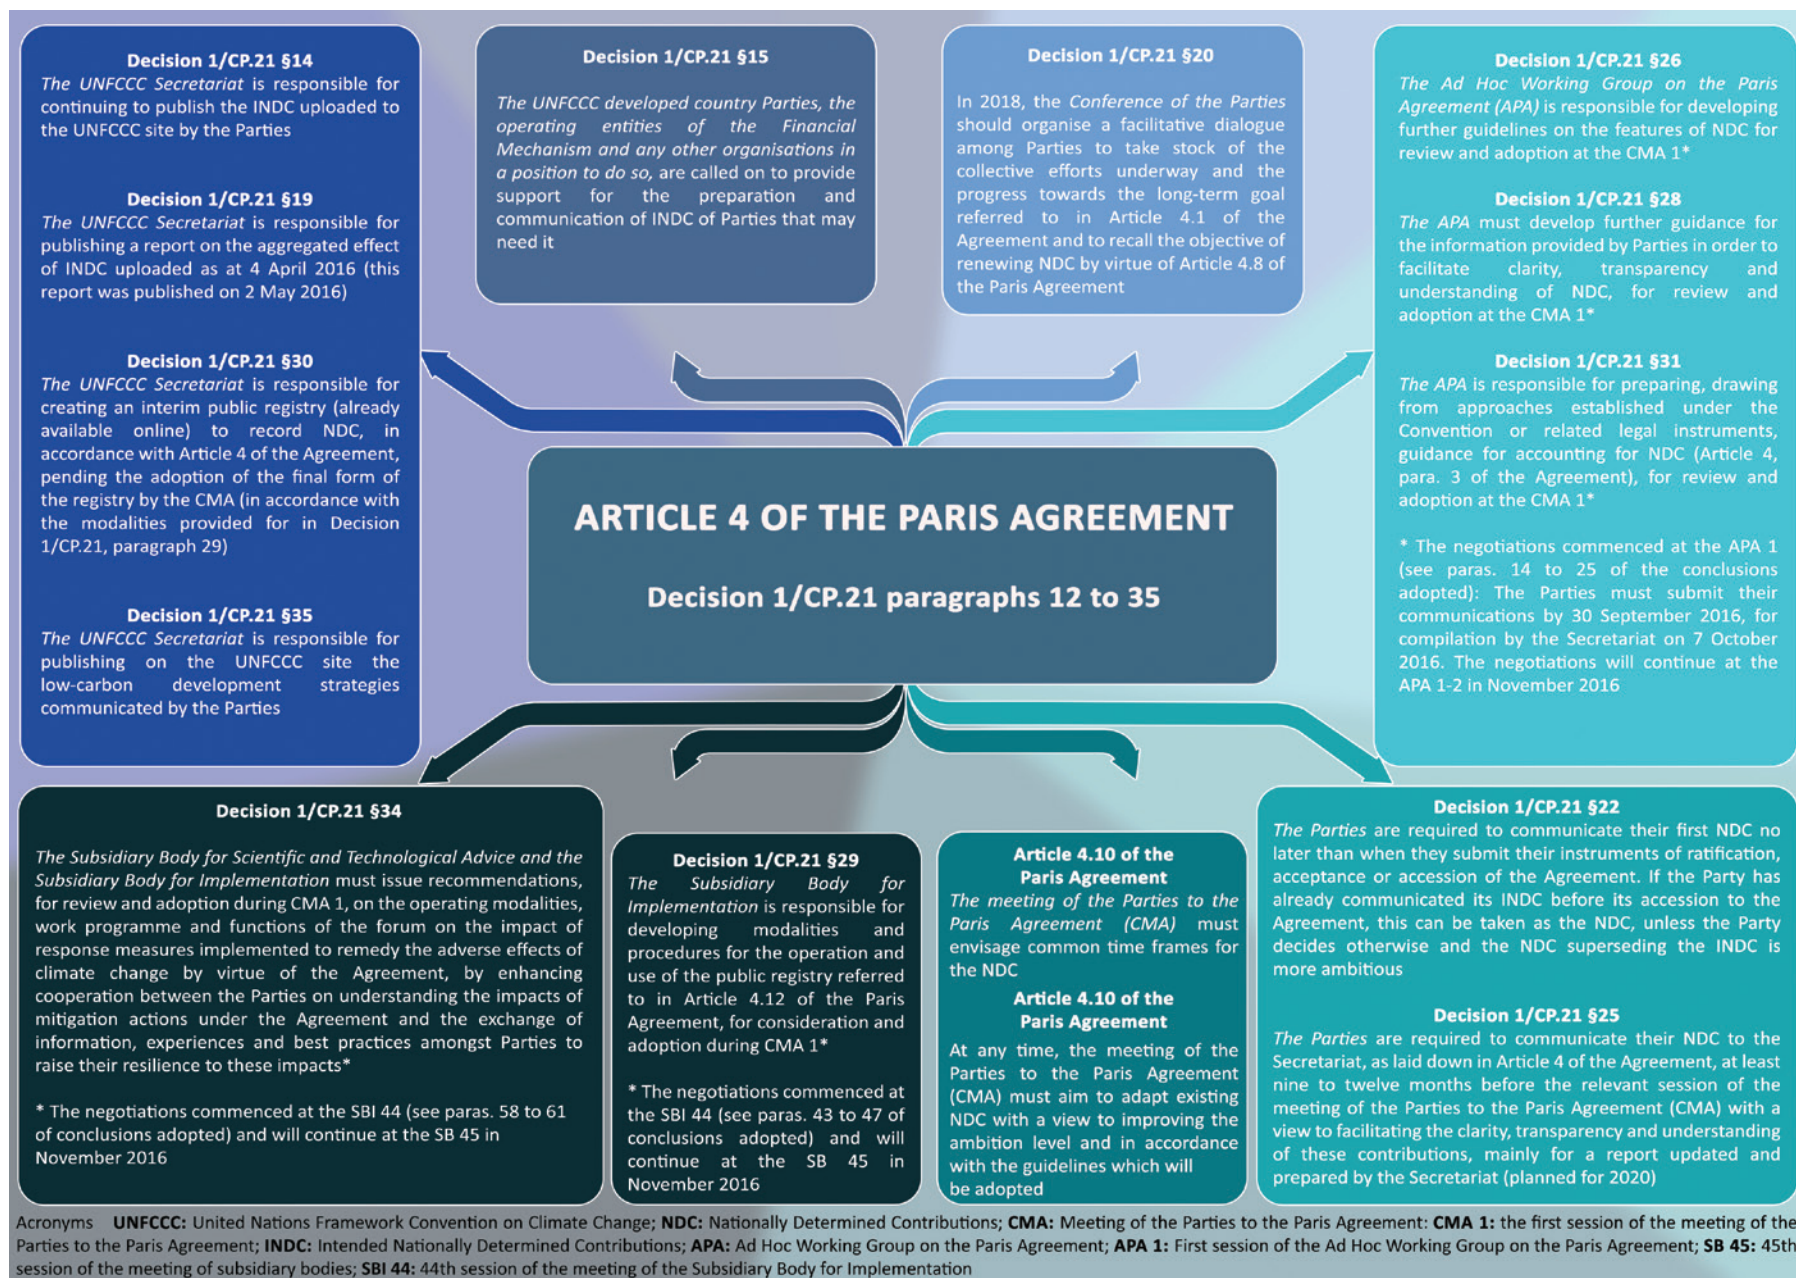 Decision 1/CP.21 §14
The UNFCCC Secretariat is responsible for
continuing to publish the INDC uploaded to
the UNFCCC site by the Parties
Decision 1/CP.21 §19
The UNFCCC Secretariat is responsible for
publishing a report on the aggregated effect
of INDC uploaded as at 4 April 2016 (this
report was published on 2 May 2016)
Decision 1/CP.21 §30
The UNFCCC Secretariat is responsible for
creating an interim public registry (already
available online) to record NDC, in
accordance with Article 4 of the Agreement,
pending the adoption of the final form of
the registry by the CMA (in accordance with
the modalities provided for in Decision
1/CP.21, paragraph 29)
Decision 1/CP.21 §35
The UNFCCC Secretariat is responsible for
publishing on the UNFCCC site the
low-carbon development strategies
communicated by the Parties
Decision 1/CP.21 §15
The UNFCCC developed country Parties, the
operating entities of the Financial
Mechanism and any other organisations in
a position to do so, are called on to provide
support for the preparation and
communication of INDC of Parties that may
need it
Decision 1/CP.21 §20
In 2018, the Conference of the Parties
should organise a facilitative dialogue
among Parties to take stock of the
collective efforts underway and the
progress towards the long-term goal
referred to in Article 4.1 of the
Agreement and to recall the objective of
renewing NDC by virtue of Article 4.8 of
the Paris Agreement
Decision 1/CP.21 §26
The Ad Hoc Working Group on the Paris
Agreement (APA) is responsible for developing
further guidelines on the features of NDC for
review and adoption at the CMA 1*
Decision 1/CP.21 §28
The APA must develop further guidance for
the information provided by Parties in order to
facilitate clarity, transparency and
understanding of NDC, for review and
adoption at the CMA 1*
Decision 1/CP.21 §31
The APA is responsible for preparing, drawing
from approaches established under the
Convention or related legal instruments,
guidance for accounting for NDC (Article 4,
para. 3 of the Agreement), for review and
adoption at the CMA 1*
* The negotiations commenced at the APA 1
(see paras. 14 to 25 of the conclusions
adopted): The Parties must submit their
communications by 30 September 2016, for
compilation by the Secretariat on 7 October
2016. The negotiations will continue at the
APA 1-2 in November 2016
ARTICLE 4 OF THE PARIS AGREEMENT
Decision 1/CP.21 paragraphs 12 to 35
Decision 1/CP.21 §34
The Subsidiary Body for Scientific and Technological Advice and the
Subsidiary Body for Implementation must issue recommendations,
for review and adoption during CMA 1, on the operating modalities,
work programme and functions of the forum on the impact of
response measures implemented to remedy the adverse effects of
climate change by virtue of the Agreement, by enhancing
cooperation between the Parties on understanding the impacts of
mitigation actions under the Agreement and the exchange of
information, experiences and best practices amongst Parties to
raise their resilience to these impacts*
* The negotiations commenced at the SBI 44 (see paras. 58 to 61
of conclusions adopted) and will continue at the SB 45 in
November 2016
Decision 1/CP.21 §29
The Subsidiary Body for
Implementation is responsible for
developing modalities and
procedures for the operation and
use of the public registry referred
to in Article 4.12 of the Paris
Agreement, for consideration and
adoption during CMA 1*
* The negotiations commenced at
the SBI 44 (see paras. 43 to 47 of
conclusions adopted) and will
continue at the SB 45 in
November 2016
Article 4.10 of the
Paris Agreement
The meeting of the Parties to the
Paris Agreement (CMA) must
envisage common time frames for
the NDC
Article 4.10 of the
Paris Agreement
At any time, the meeting of the
Parties to the Paris Agreement
(CMA) must aim to adapt existing
NDC with a view to improving the
ambition level and in accordance
with the guidelines which will
be adopted
Decision 1/CP.21 §22
The Parties are required to communicate their first NDC no
later than when they submit their instruments of ratification,
acceptance or accession of the Agreement. If the Party has
already communicated its INDC before its accession to the
Agreement, this can be taken as the NDC, unless the Party
decides otherwise and the NDC superseding the INDC is
more ambitious
Decision 1/CP.21 §25
The Parties are required to communicate their NDC to the
Secretariat, as laid down in Article 4 of the Agreement, at least
nine to twelve months before the relevant session of the
meeting of the Parties to the Paris Agreement (CMA) with a
view to facilitating the clarity, transparency and understanding
of these contributions, mainly for a report updated and
prepared by the Secretariat (planned for 2020)
Acronyms UNFCCC: United Nations Framework Convention on Climate Change; NDC: Nationally Determined Contributions; CMA: Meeting of the Parties to the Paris Agreement: CMA 1: the first session of the meeting of the
Parties to the Paris Agreement; INDC: Intended Nationally Determined Contributions; APA: Ad Hoc Working Group on the Paris Agreement; APA 1: First session of the Ad Hoc Working Group on the Paris Agreement; SB 45: 45th
session of the meeting of subsidiary bodies; SBI 44: 44th session of the meeting of the Subsidiary Body for Implementation